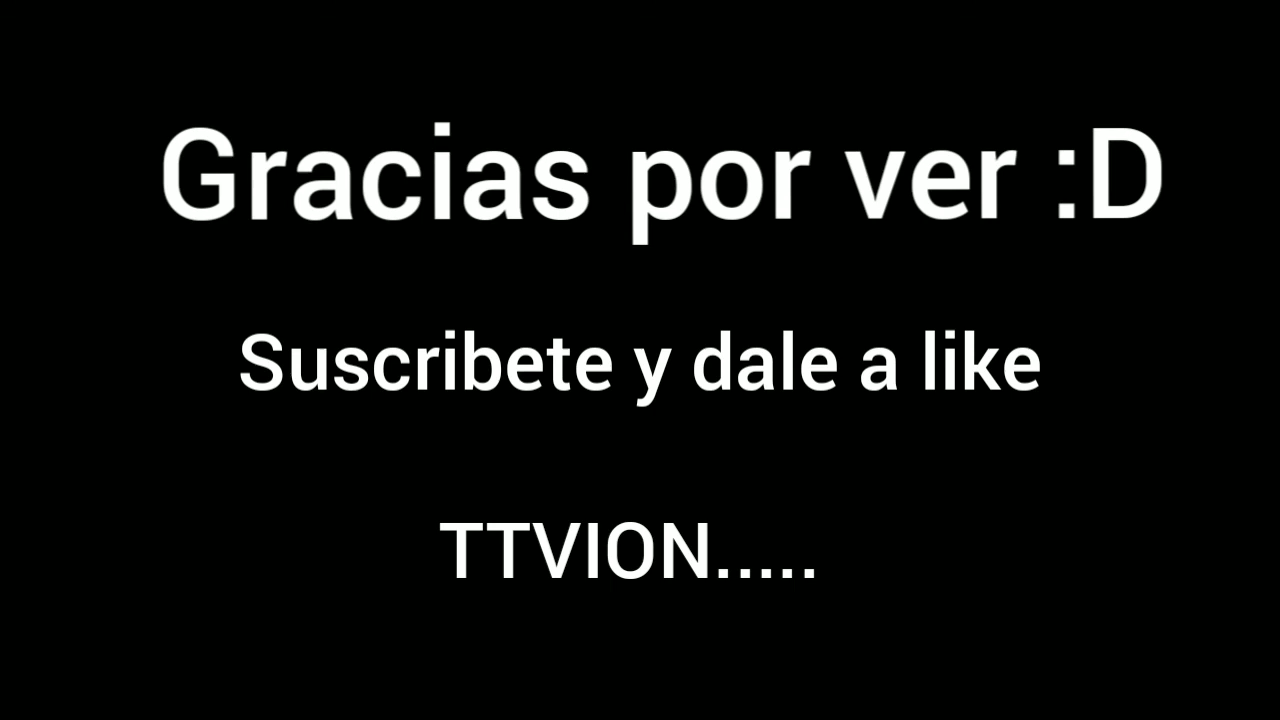 Gracias por ver :D
Suscribete y dale a like
TTVION.....